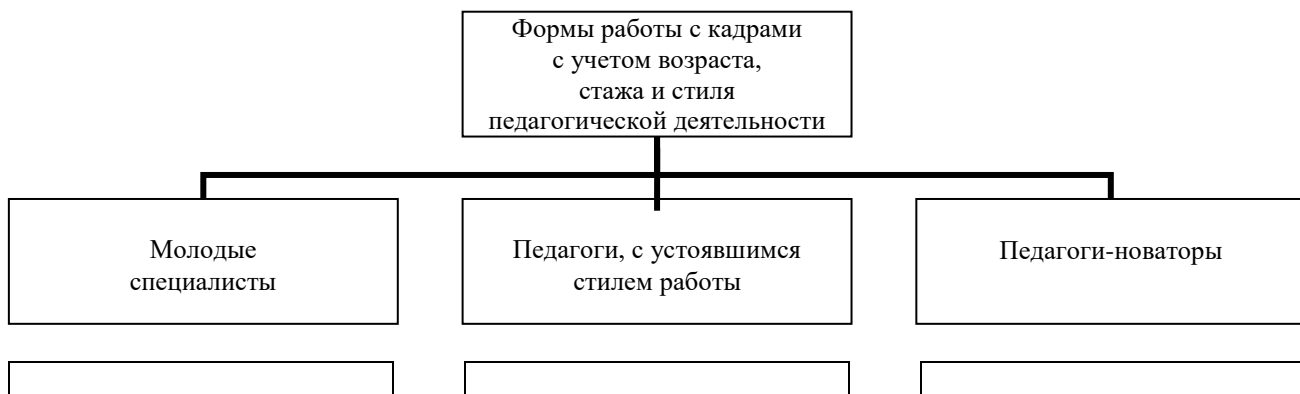 Формы работы с кадрами
с учетом возраста,
стажа и стиля
педагогической деятельности
Молодые
специалисты
Педагоги, с устоявшимся
стилем работы
Педагоги-новаторы